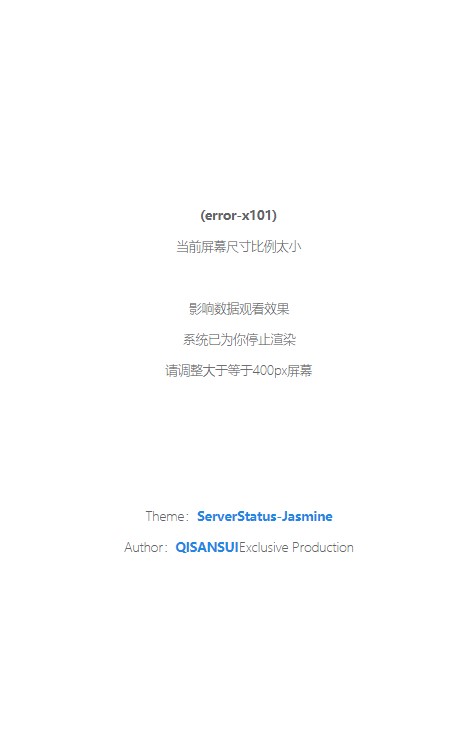 (error-x101)
当前屏幕尺寸比例太小
影响数据观看效果
系统已为你停止渲染
请调整大于等于400px屏幕
Theme：ServerStatus-Jasmine
Author：QISANSUIExclusive Production